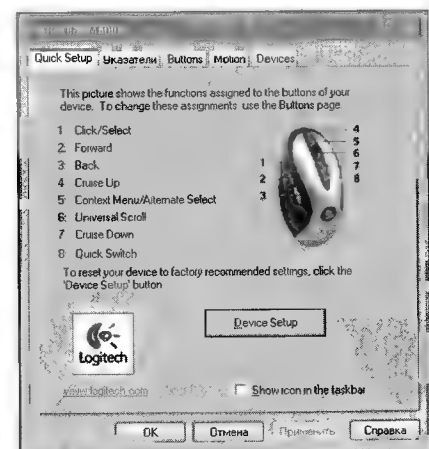 Quick Setup Указатели Buttons Motion Devices
This picture shows the functions assigned to the buttons of your
device. To change these assignments use the Buttons page
1 Click/Select
2 Forward
3 Back
4 Cruise Up
5 Context Menu/Alternate Select
6 Universal Scroll
7 Cruise Down
8 Quick Switch
1
2
3
4
5
6
7
8
To reset your device to factory recommended settings, click the
'Device Setup' button
Device Setup
Logitech
www.logitech.com
Show icon in the taskbar
OK Отмена Применить Справка